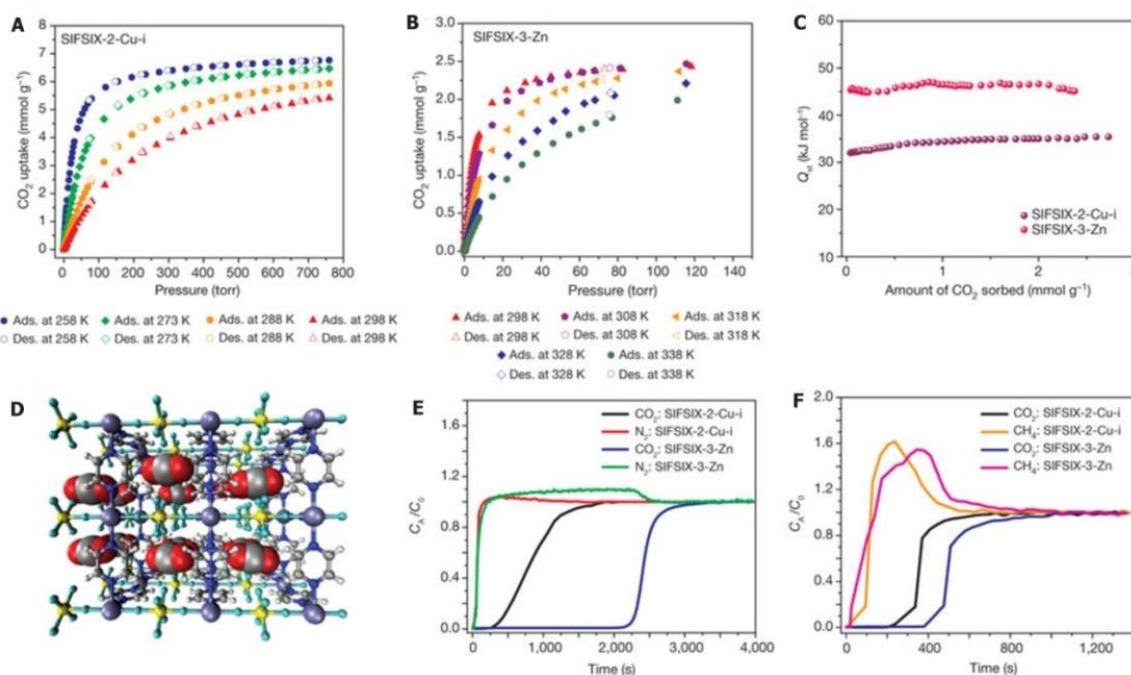 A
SIFSIX-2-Cu-i
CO2 uptake (mmol g–1)
8
7
6
5
4
3
2
1
0
0 100 200 300 400 500 600 700 800
Pressure (torr)
Ads. at 258 K Ads. at 273 K Ads. at 288 K Ads. at 298 K
Des. at 258 K Des. at 273 K Des. at 288 K Des. at 298 K
B
SIFSIX-3-Zn
CO2 uptake (mmol g–1)
3.0
2.5
2.0
1.5
1.0
0.5
0.0
0 20 40 60 80 100 120 140
Pressure (torr)
Ads. at 298 K Ads. at 308 K Ads. at 318 K
Des. at 298 K Des. at 308 K Des. at 318 K
Ads. at 328 K Ads. at 338 K
Des. at 328 K Des. at 338 K
C
Qst (kJ mol–1)
60
50
40
30
20
10
0
SIFSIX-2-Cu-i
SIFSIX-3-Zn
0 1 2 3
Amount of CO2 sorbed (mmol g–1)
D
E
CA/C0
1.6
1.2
0.8
0.4
0.0
CO2: SIFSIX-2-Cu-i
N2: SIFSIX-2-Cu-i
CO2: SIFSIX-3-Zn
N2: SIFSIX-3-Zn
0 1,000 2,000 3,000 4,000
Time (s)
F
CA/C0
2.0
1.6
1.2
0.8
0.4
0.0
CO2: SIFSIX-2-Cu-i
CH4: SIFSIX-2-Cu-i
CO2: SIFSIX-3-Zn
CH4: SIFSIX-3-Zn
0 400 800 1,200
Time (s)